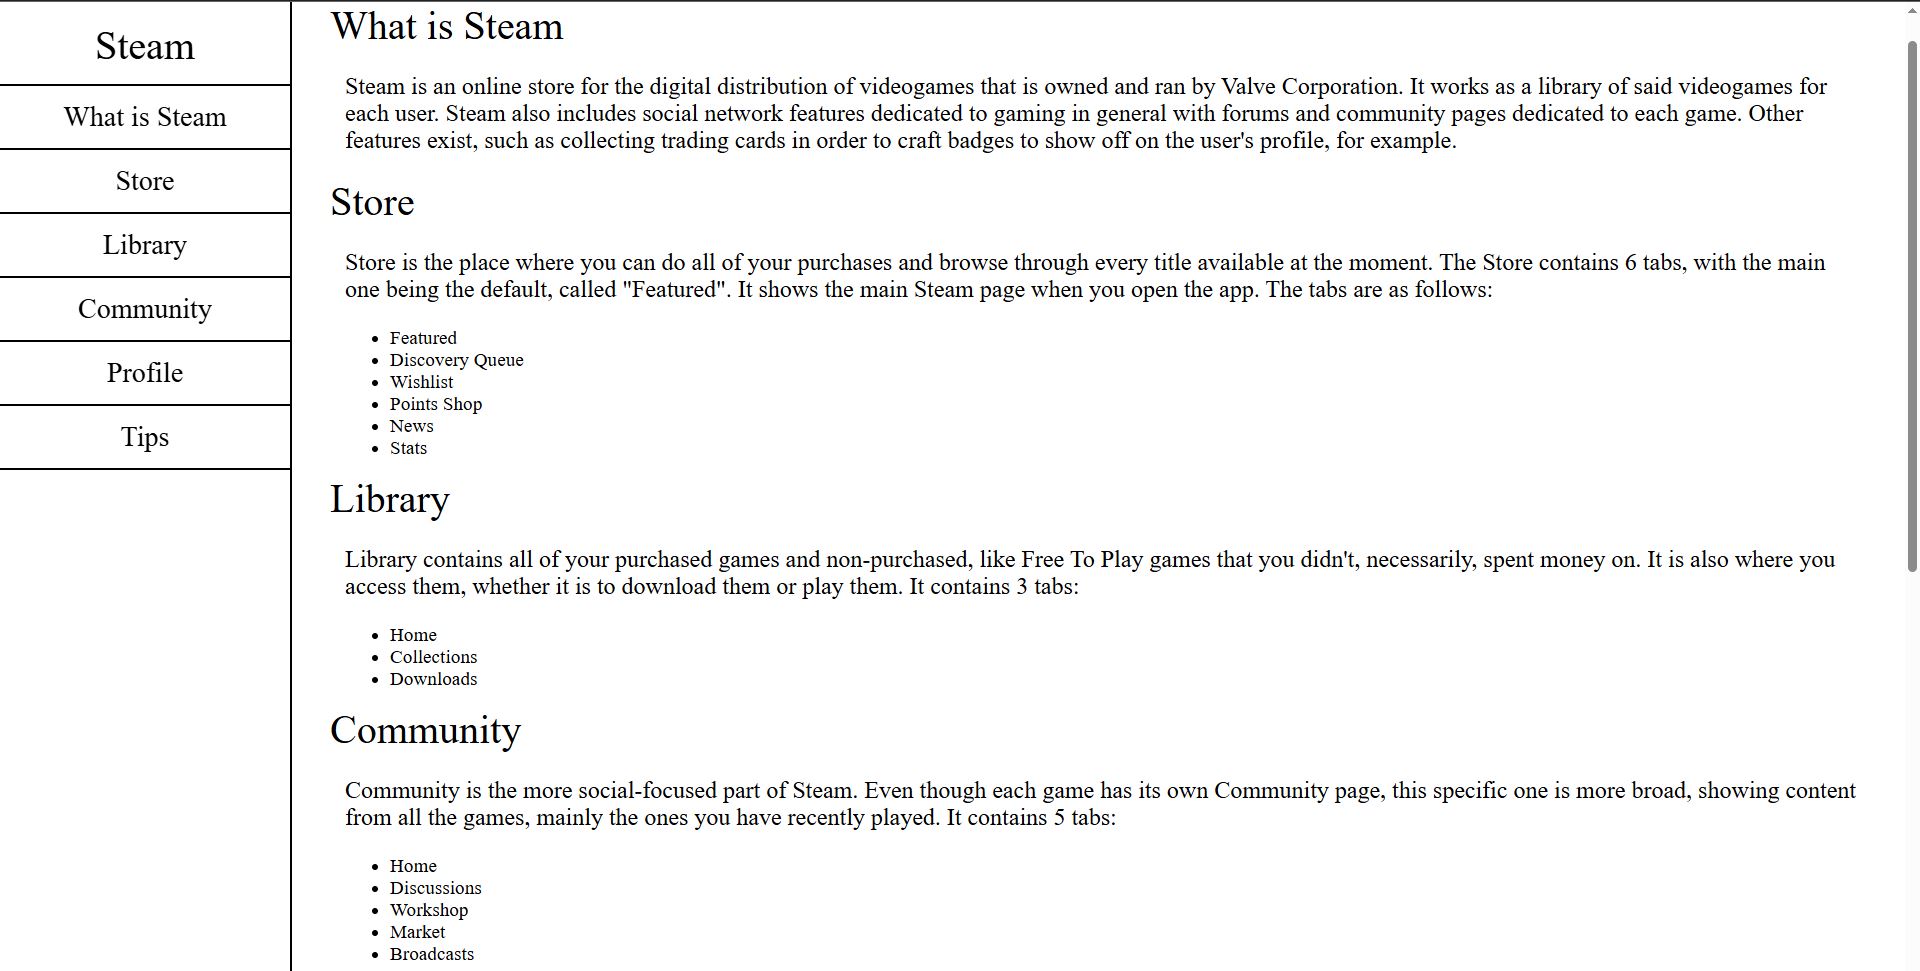 Steam
What is Steam
Store
Library
Community
Profile
Tips
What is Steam
Steam is an online store for the digital distribution of videogames that is owned and ran by Valve Corporation. It works as a library of said videogames for
each user. Steam also includes social network features dedicated to gaming in general with forums and community pages dedicated to each game. Other
features exist, such as collecting trading cards in order to craft badges to show off on the user's profile, for example.
Store
Store is the place where you can do all of your purchases and browse through every title available at the moment. The Store contains 6 tabs, with the main
one being the default, called "Featured". It shows the main Steam page when you open the app. The tabs are as follows:
• Featured
• Discovery Queue
• Wishlist
• Points Shop
• News
• Stats
Library
Library contains all of your purchased games and non-purchased, like Free To Play games that you didn't, necessarily, spent money on. It is also where you
access them, whether it is to download them or play them. It contains 3 tabs:
• Home
• Collections
• Downloads
Community
Community is the more social-focused part of Steam. Even though each game has its own Community page, this specific one is more broad, showing content
from all the games, mainly the ones you have recently played. It contains 5 tabs:
• Home
• Discussions
• Workshop
• Market
• Broadcasts